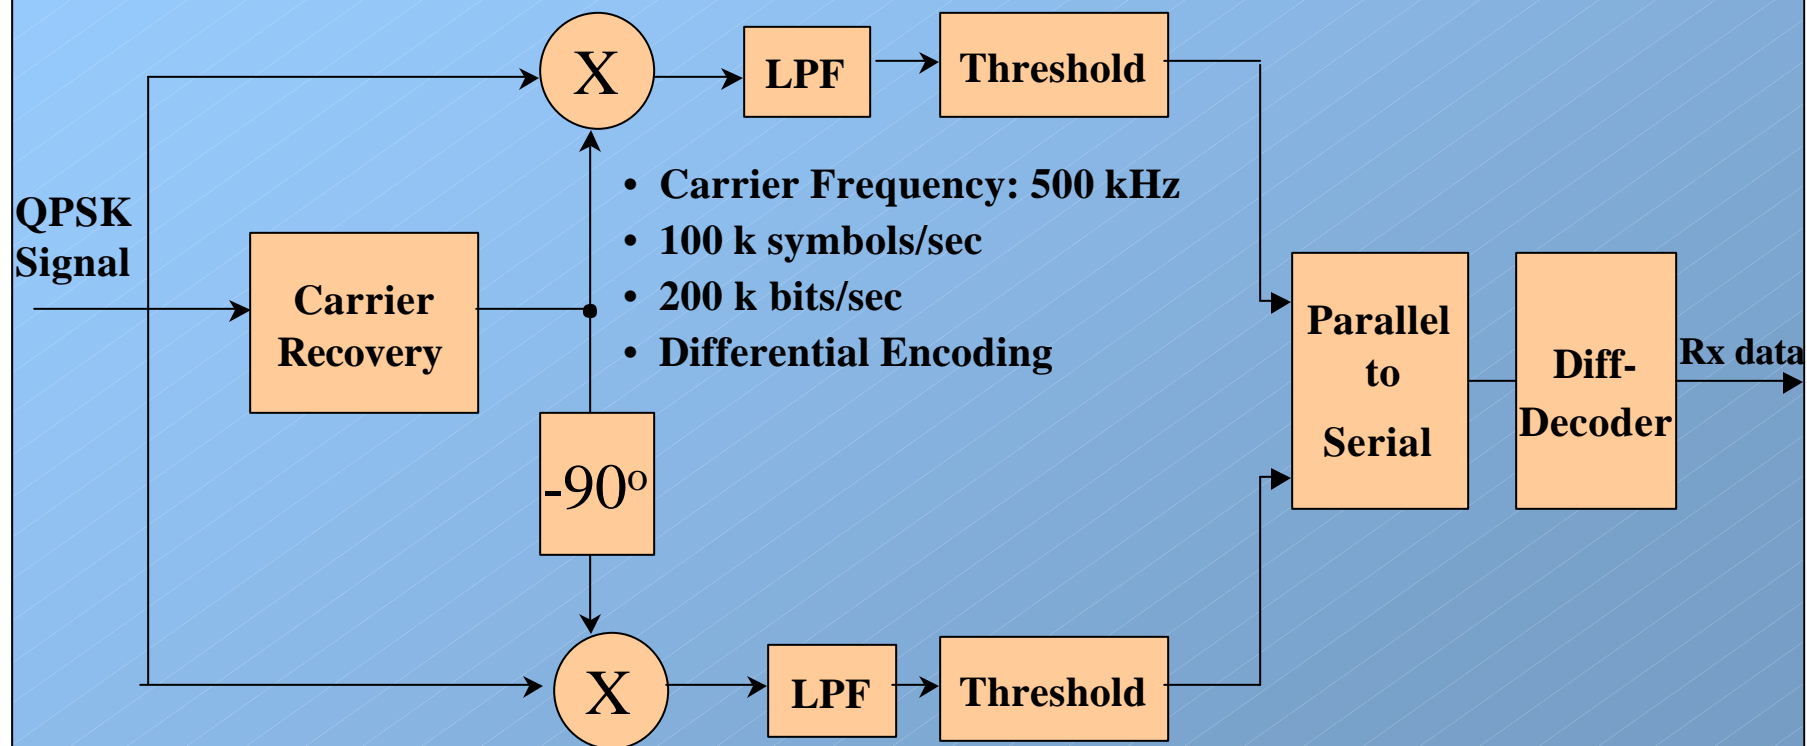 X
LPF
Threshold
QPSK
Signal
• Carrier Frequency: 500 kHz
• 100 k symbols/sec
• 200 k bits/sec
• Differential Encoding
Carrier
Recovery
-90º
Parallel
to
Serial
Diff-
Decoder
Rx data
X
LPF
Threshold